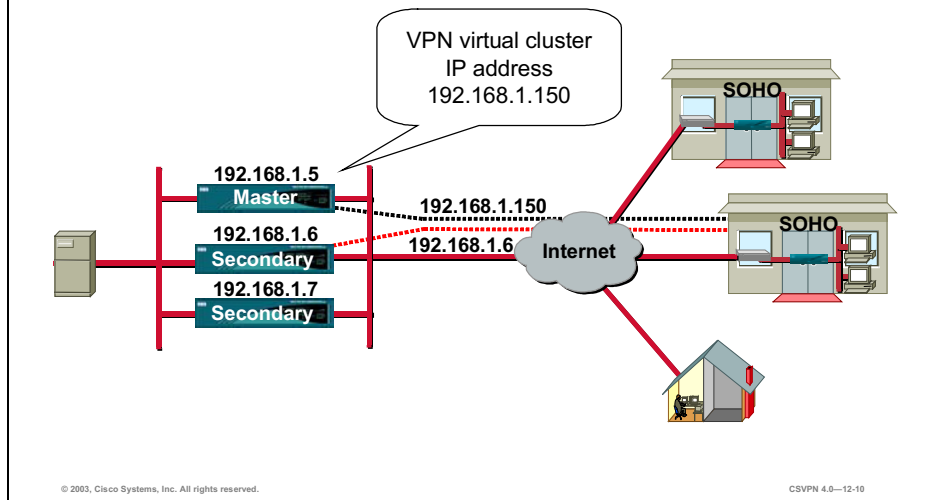 VPN virtual cluster
IP address
192.168.1.150
SOHO
192.168.1.5
Master
192.168.1.150
SOHO
192.168.1.6
192.168.1.6
Internet
Secondary
192.168.1.7
Secondary
© 2003, Cisco Systems, Inc. All rights reserved.
CSVPN 4.0—12-10